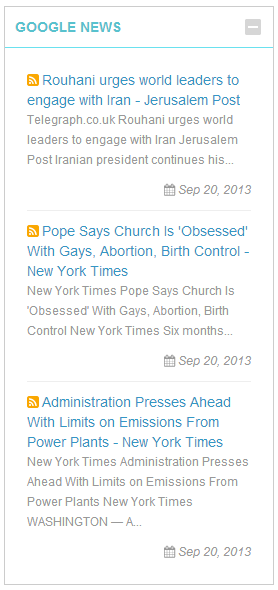 GOOGLE NEWS
Rouhani urges world leaders to
engage with Iran - Jerusalem Post
Telegraph.co.uk Rouhani urges world
leaders to engage with Iran Jerusalem
Post Iranian president continues his...
Sep 20, 2013
Pope Says Church Is 'Obsessed'
With Gays, Abortion, Birth Control -
New York Times
New York Times Pope Says Church Is
'Obsessed' With Gays, Abortion, Birth
Control New York Times Six months...
Sep 20, 2013
Administration Presses Ahead
With Limits on Emissions From
Power Plants - New York Times
New York Times Administration Presses
Ahead With Limits on Emissions From
Power Plants New York Times
WASHINGTON — A...
Sep 20, 2013